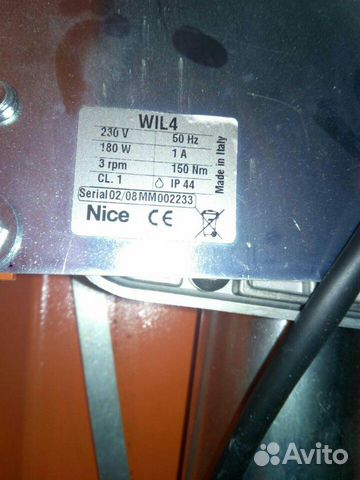 WIL4
230 V 50 Hz
180 W 1 A
3 rpm 150 Nm
CL. 1 IP 44
Serial 02/08 MM002233
Nice CE
Made in Italy
Avito